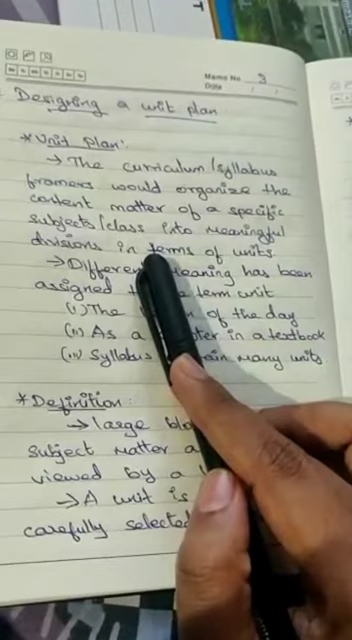 Memo No 3
Date / /
Designing a unit plan
* Unit Plan:
→ The curriculum/syllabus
framers would organize the
content matter of a specific
subjects/class into meaningful
divisions in terms of units
→ Differen meaning has been
asigned term unit
(i) The of the day
(ii) As a ter in a textbook
(iii) Syllabus many units
* Definition:
→ large blo
subject matter a
viewed by a
→ A unit is
carefully selected